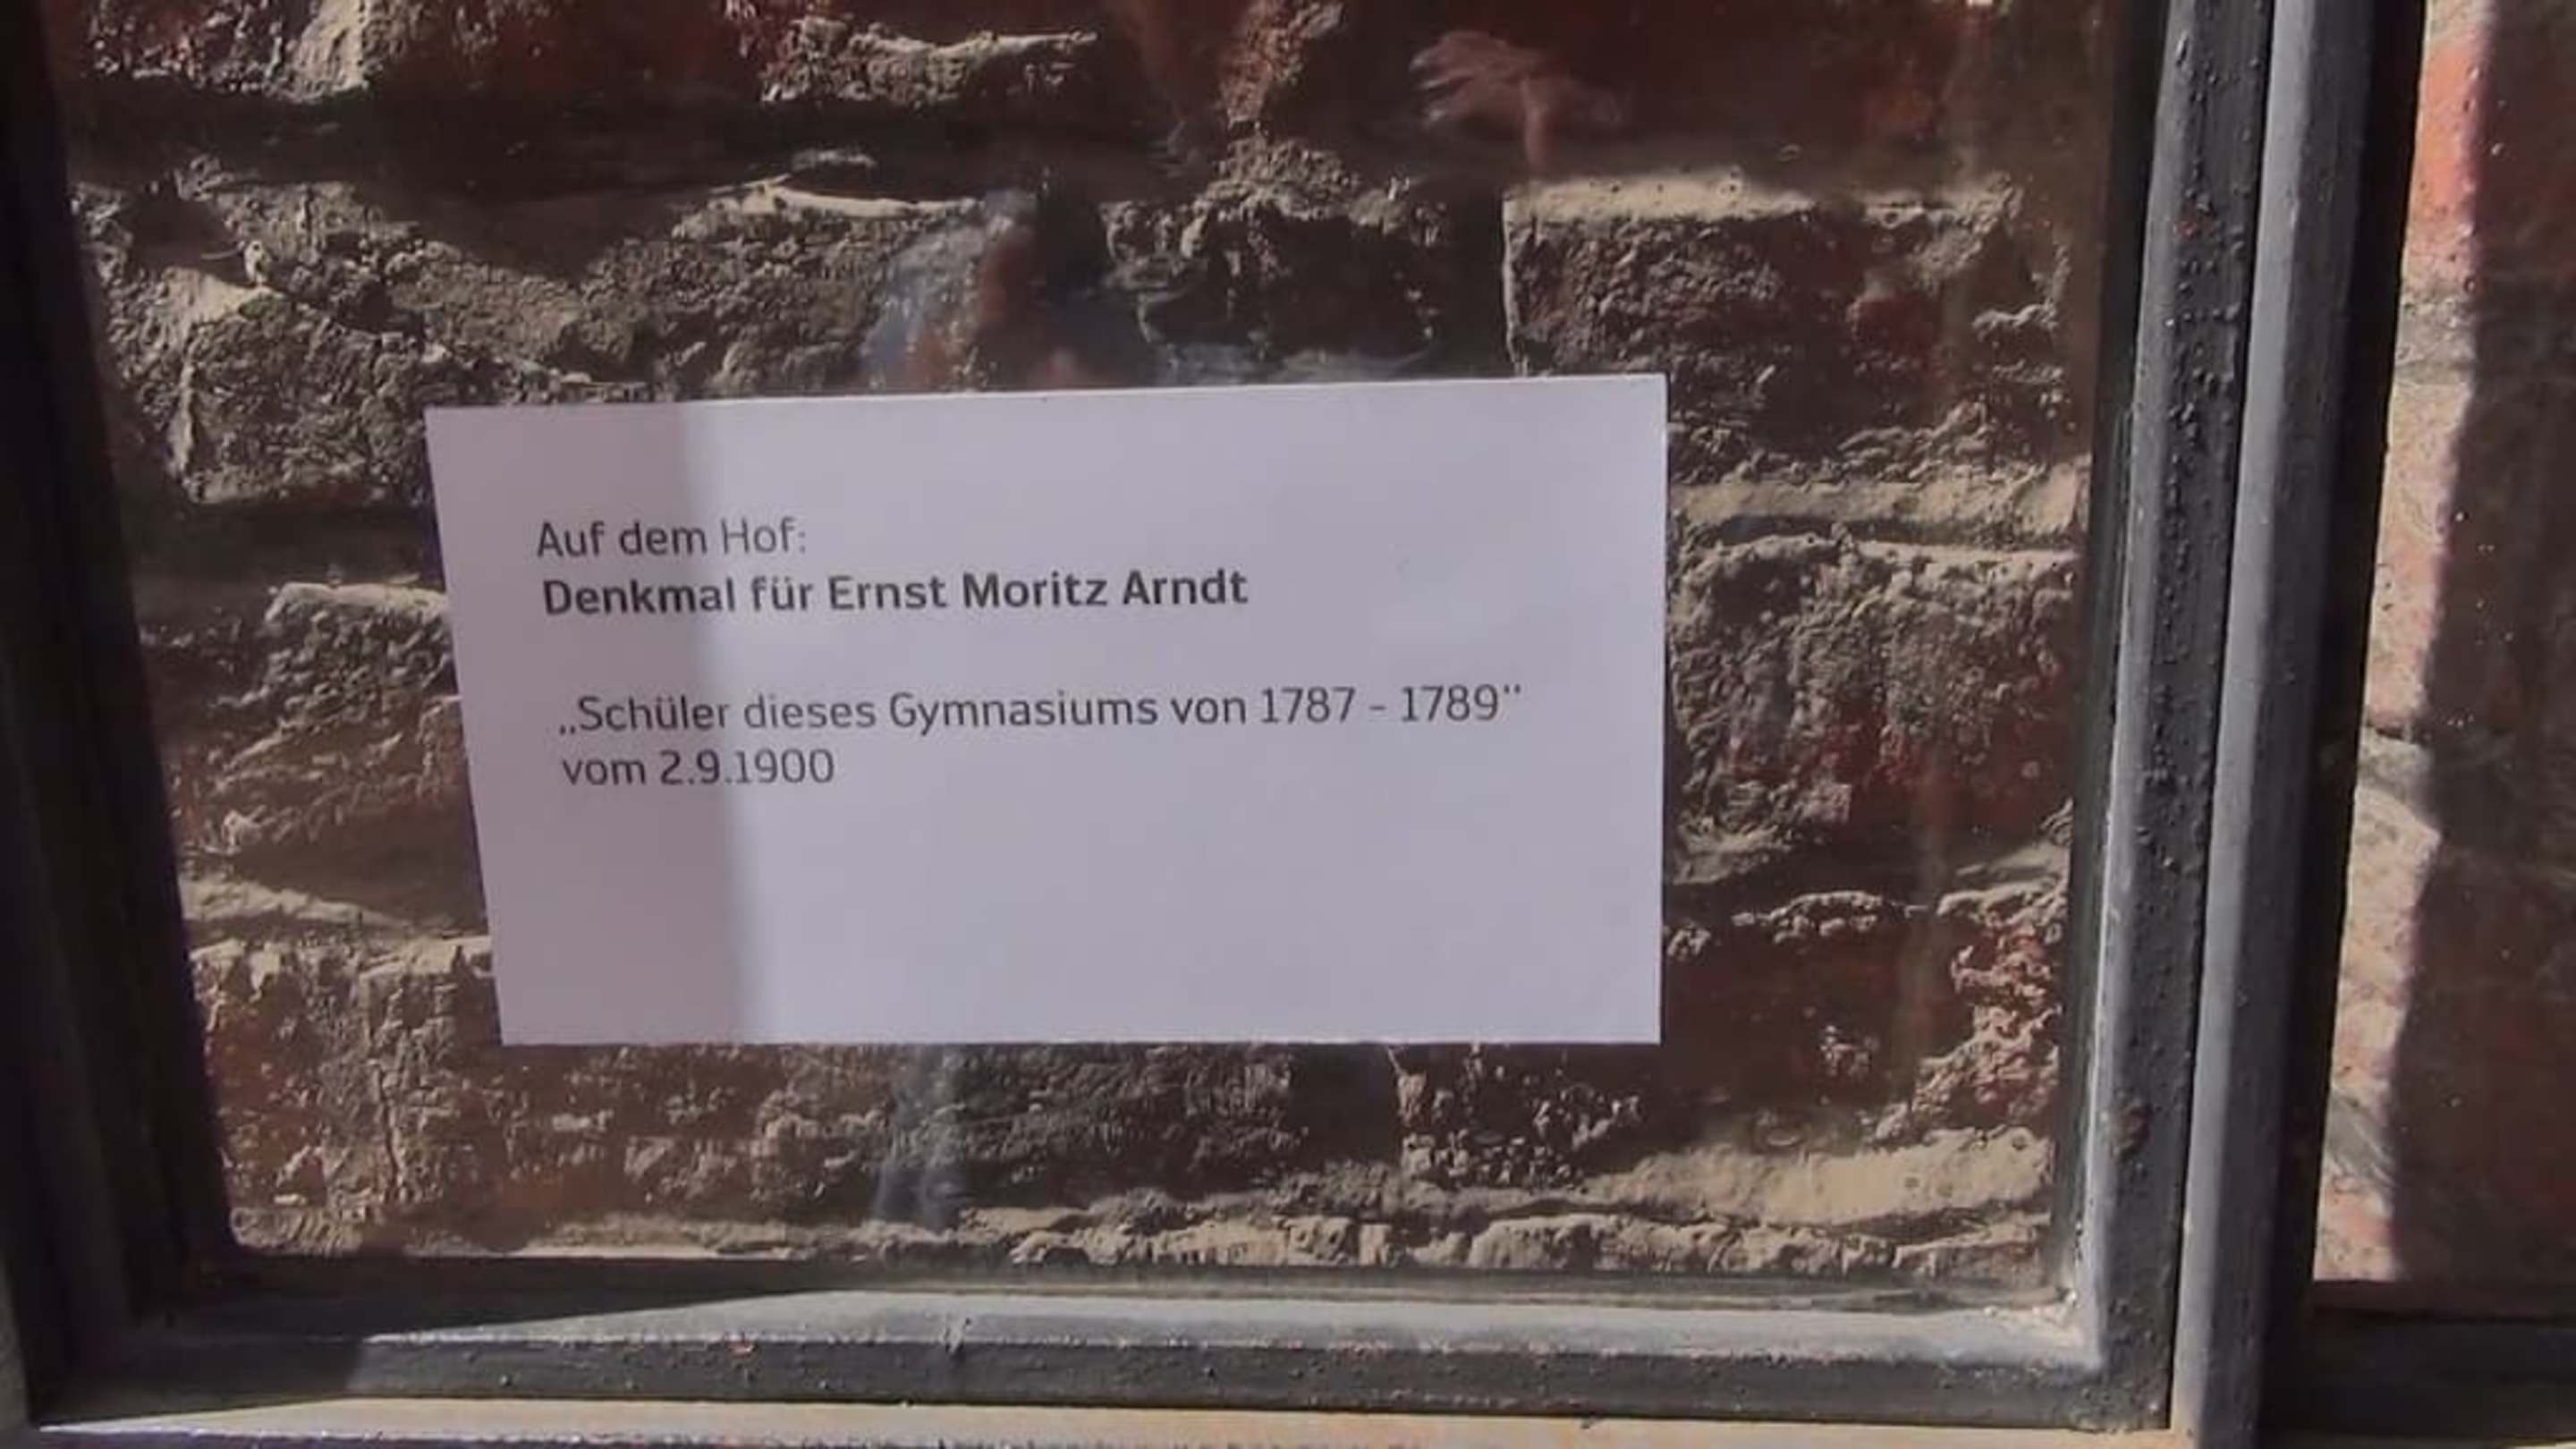 Auf dem Hof:
Denkmal für Ernst Moritz Arndt
„Schüler dieses Gymnasiums von 1787 - 1789“
vom 2.9.1900